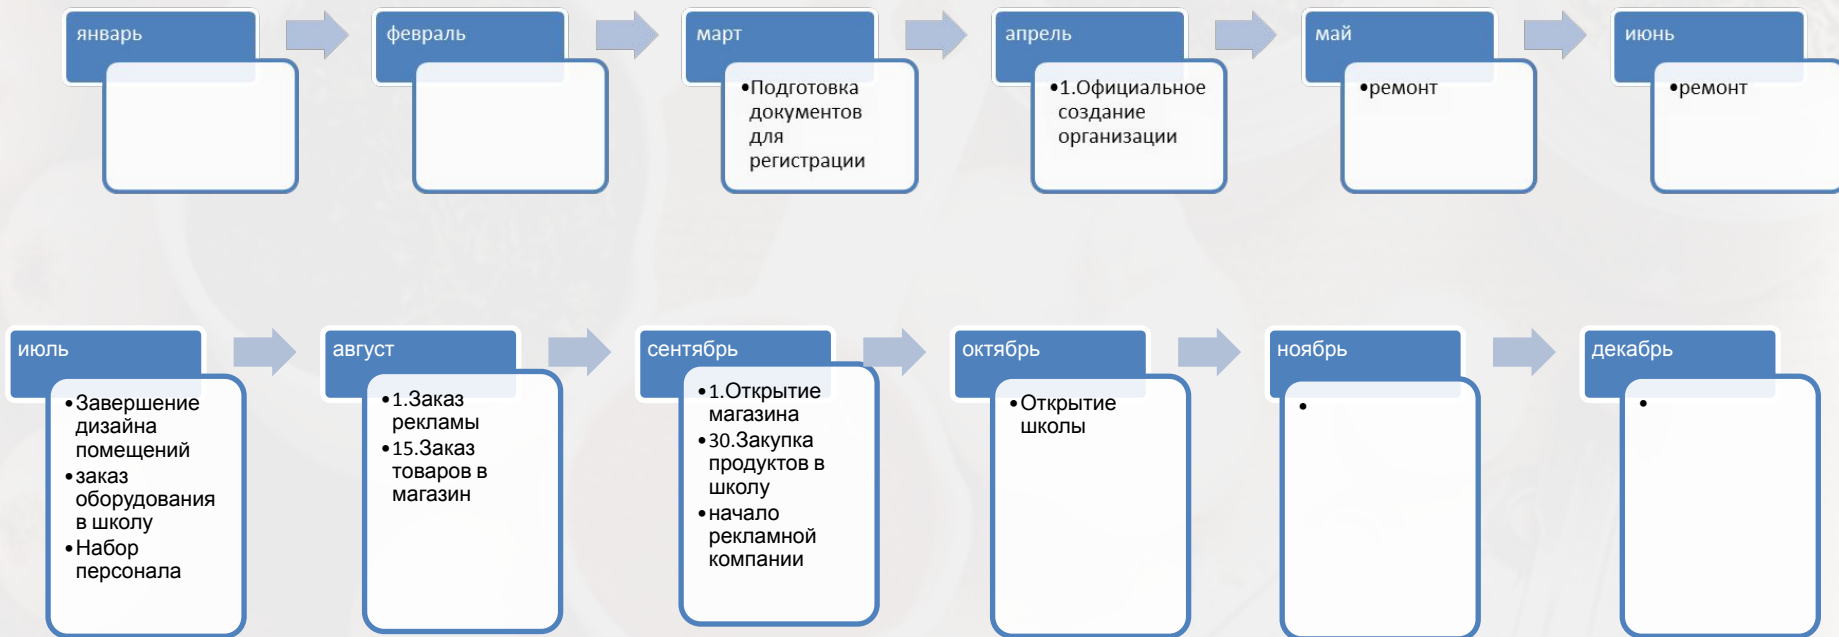 январь
февраль
март
•Подготовка
документов
для
регистрации
апрель
•1.Официальное
создание
организации
май
•ремонт
июнь
•ремонт
июль
•Завершение
дизайна
помещений
•заказ
оборудования
в школу
•Набор
персонала
август
•1.Заказ
рекламы
•15.Заказ
товаров в
магазин
сентябрь
•1.Открытие
магазина
•30.Закупка
продуктов в
школу
•начало
рекламной
компании
октябрь
•Открытие
школы
ноябрь
•
декабрь
•